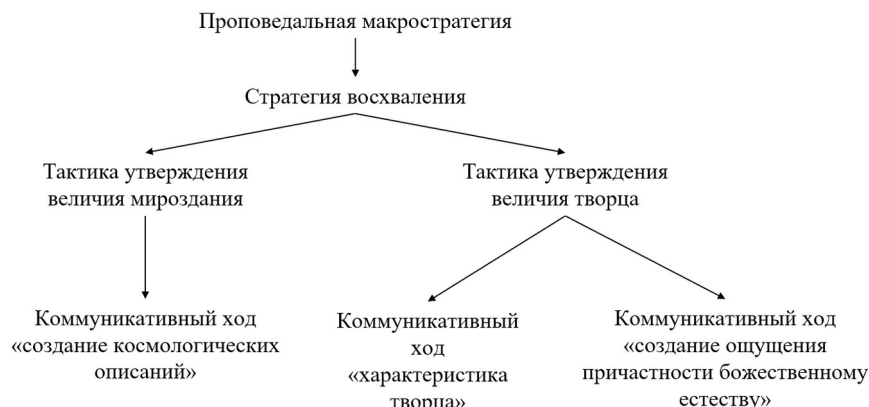 Проповедальная макростратегия
Стратегия восхваления
Тактика утверждения
величия мироздания
Тактика утверждения
величия творца
Коммуникативный ход
«создание космологических
описаний»
Коммуникативный
ход
«характеристика
творца»
Коммуникативный ход
«создание ощущения
причастности божественному
естеству»